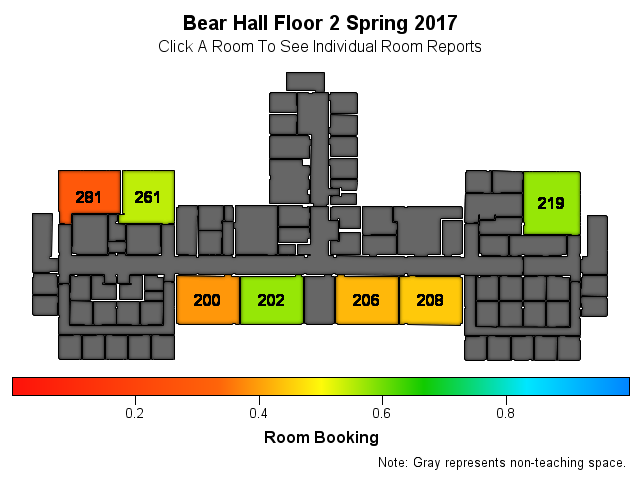 Bear Hall Floor 2 Spring 2017
Click A Room To See Individual Room Reports
281 261 219
200 202 206 208
0.2 0.4 0.6 0.8
Room Booking
Note: Gray represents non-teaching space.